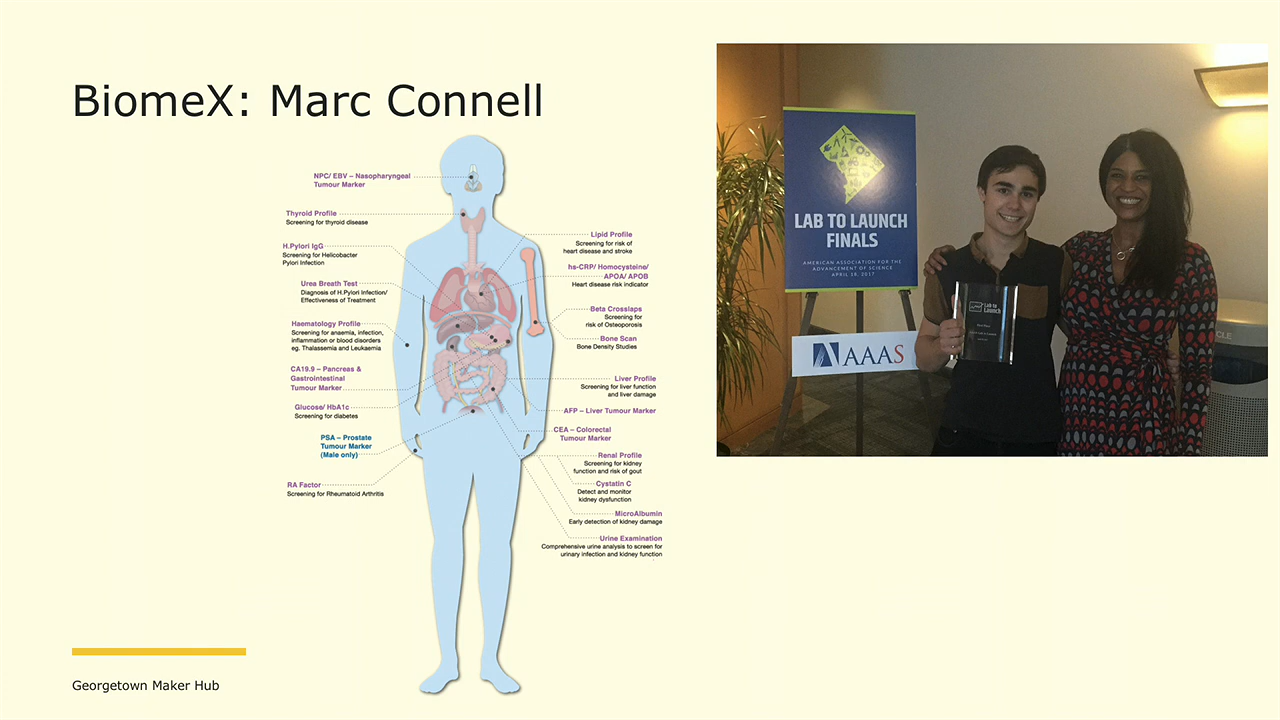 BiomeX: Marc Connell
NPC/ EBV – Nasopharyngeal
Tumour Marker
Thyroid Profile
Screening for thyroid disease
H.Pylori IgG
Screening for Helicobacter
Pylori Infection
Urea Breath Test
Diagnosis of H.Pylori Infection/
Effectiveness of Treatment
Haematology Profile
Screening for anaemia, infection,
inflammation or blood disorders
eg. Thalassemia and Leukaemia
CA19.9 – Pancreas &
Gastrointestinal
Tumour Marker
Glucose/ HbA1c
Screening for diabetes
PSA – Prostate
Tumour Marker
(Male only)
RA Factor
Screening for Rheumatoid Arthritis
Lipid Profile
Screening for risk of
heart disease and stroke
hs-CRP/ Homocysteine/
APOA/ APOB
Heart disease risk indicator
Beta Crosslaps
Screening for
risk of Osteoporosis
Bone Scan
Bone Density Studies
Liver Profile
Screening for liver function
and liver damage
AFP – Liver Tumour Marker
CEA – Colorectal
Tumour Marker
Renal Profile
Screening for kidney
function and risk of gout
Cystatin C
Detect and monitor
kidney dysfunction
MicroAlbumin
Early detection of kidney damage
Urine Examination
Comprehensive urine analysis to screen for
urinary infection and kidney function
LAB TO LAUNCH
FINALS
AMERICAN ASSOCIATION FOR THE
ADVANCEMENT OF SCIENCE
APRIL 18, 2017
AAAS
Lab to
Launch
Georgetown Maker Hub